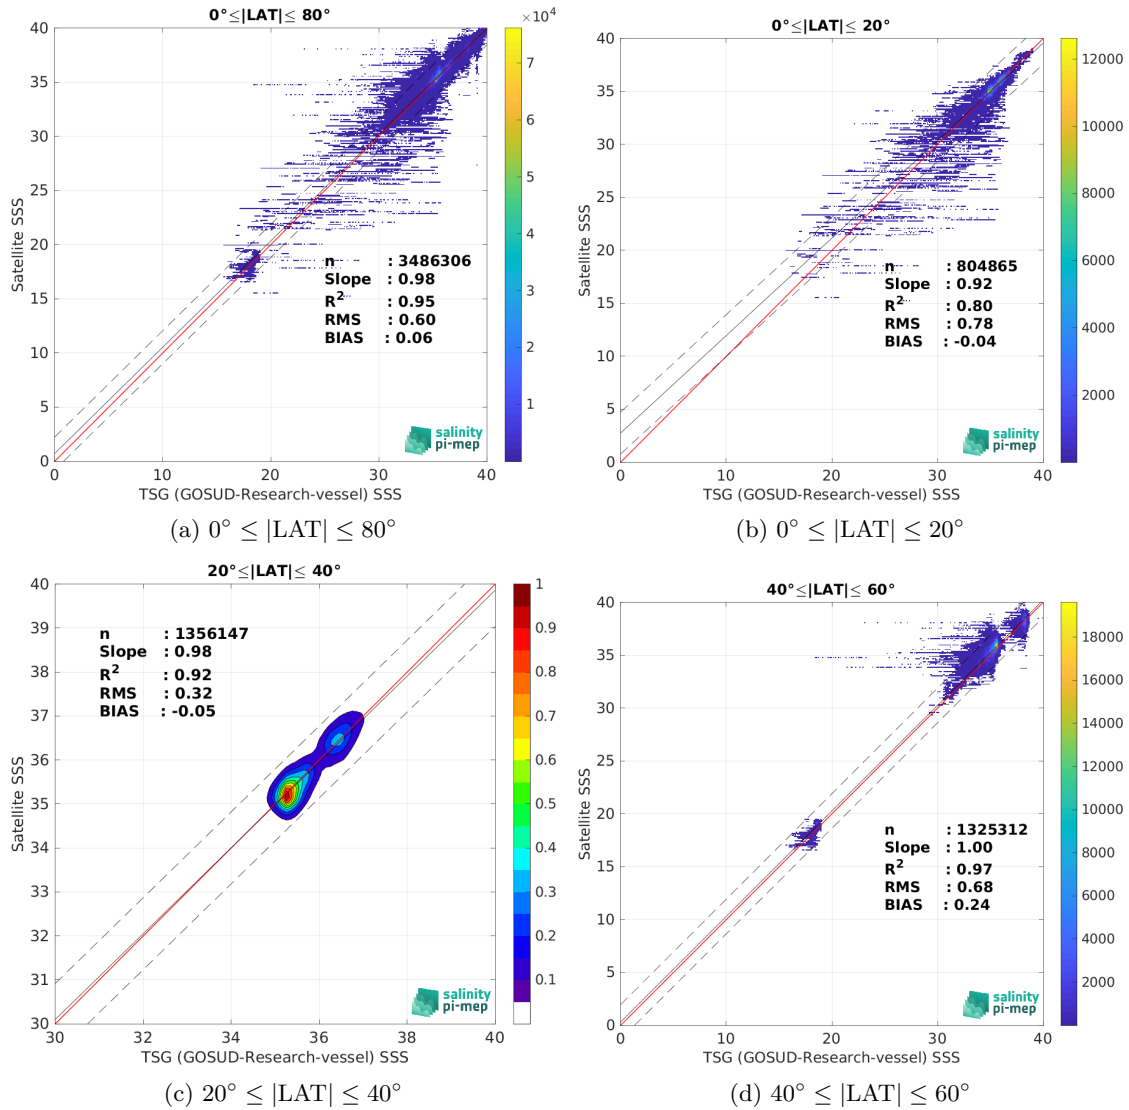 0°≤|LAT|≤ 80°
×10⁴
40
35
30
25
20
15
10
5
0
0
10
20
30
40
7
6
5
4
3
2
1
Satellite SSS
TSG (GOSUD-Research-vessel) SSS
n : 3486306
Slope : 0.98
R² : 0.95
RMS : 0.60
BIAS : 0.06
salinity
pi-mep
(a) 0° ≤ |LAT| ≤ 80°
0°≤|LAT|≤ 20°
40
35
30
25
20
15
10
5
0
0
10
20
30
40
12000
10000
8000
6000
4000
2000
Satellite SSS
TSG (GOSUD-Research-vessel) SSS
n : 804865
Slope : 0.92
R² : 0.80
RMS : 0.78
BIAS : -0.04
salinity
pi-mep
(b) 0° ≤ |LAT| ≤ 20°
20°≤|LAT|≤ 40°
40
39
38
37
36
35
34
33
32
31
30
30
32
34
36
38
40
1
0.9
0.8
0.7
0.6
0.5
0.4
0.3
0.2
0.1
Satellite SSS
TSG (GOSUD-Research-vessel) SSS
n : 1356147
Slope : 0.98
R² : 0.92
RMS : 0.32
BIAS : -0.05
salinity
pi-mep
(c) 20° ≤ |LAT| ≤ 40°
40°≤|LAT|≤ 60°
40
35
30
25
20
15
10
5
0
0
10
20
30
40
18000
16000
14000
12000
10000
8000
6000
4000
2000
Satellite SSS
TSG (GOSUD-Research-vessel) SSS
n : 1325312
Slope : 1.00
R² : 0.97
RMS : 0.68
BIAS : 0.24
salinity
pi-mep
(d) 40° ≤ |LAT| ≤ 60°